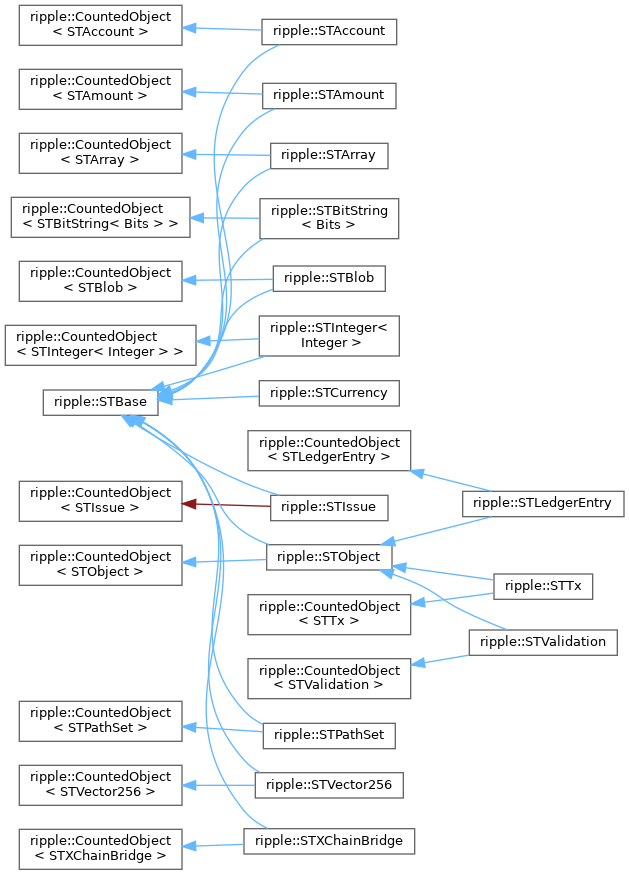 ripple::CountedObject
< STAccount >
ripple::STAccount
ripple::CountedObject
< STAmount >
ripple::STAmount
ripple::CountedObject
< STArray >
ripple::STArray
ripple::CountedObject
< STBitString< Bits > >
ripple::STBitString
< Bits >
ripple::CountedObject
< STBlob >
ripple::STBlob
ripple::CountedObject
< STInteger< Integer > >
ripple::STInteger<
Integer >
ripple::STBase
ripple::STCurrency
ripple::CountedObject
< STLedgerEntry >
ripple::STLedgerEntry
ripple::CountedObject
< STIssue >
ripple::STIssue
ripple::CountedObject
< STObject >
ripple::STObject
ripple::STTx
ripple::CountedObject
< STTx >
ripple::STValidation
ripple::CountedObject
< STValidation >
ripple::CountedObject
< STPathSet >
ripple::STPathSet
ripple::CountedObject
< STVector256 >
ripple::STVector256
ripple::CountedObject
< STXChainBridge >
ripple::STXChainBridge